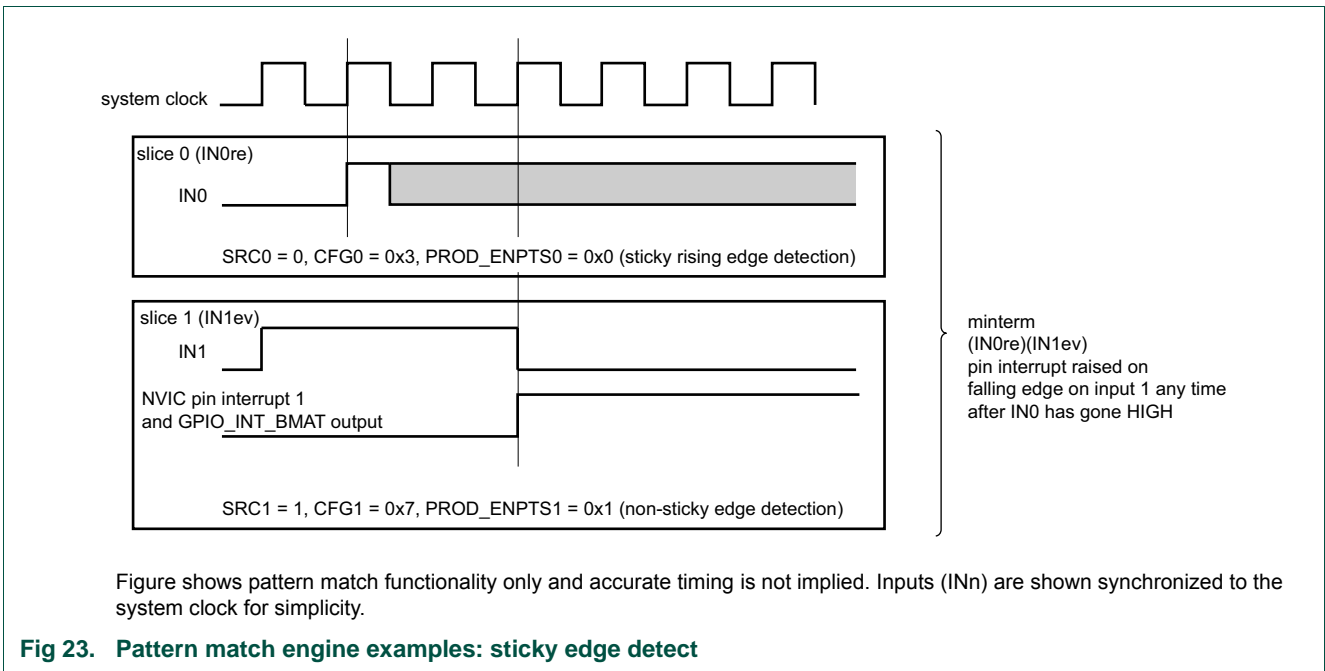 system clock
slice 0 (IN0re)
IN0
SRC0 = 0, CFG0 = 0x3, PROD_ENPTS0 = 0x0 (sticky rising edge detection)
slice 1 (IN1ev)
IN1
NVIC pin interrupt 1
and GPIO_INT_BMAT output
SRC1 = 1, CFG1 = 0x7, PROD_ENPTS1 = 0x1 (non-sticky edge detection)
minterm
(IN0re)(IN1ev)
pin interrupt raised on
falling edge on input 1 any time
after IN0 has gone HIGH
Figure shows pattern match functionality only and accurate timing is not implied. Inputs (INn) are shown synchronized to the
system clock for simplicity.
Fig 23. Pattern match engine examples: sticky edge detect